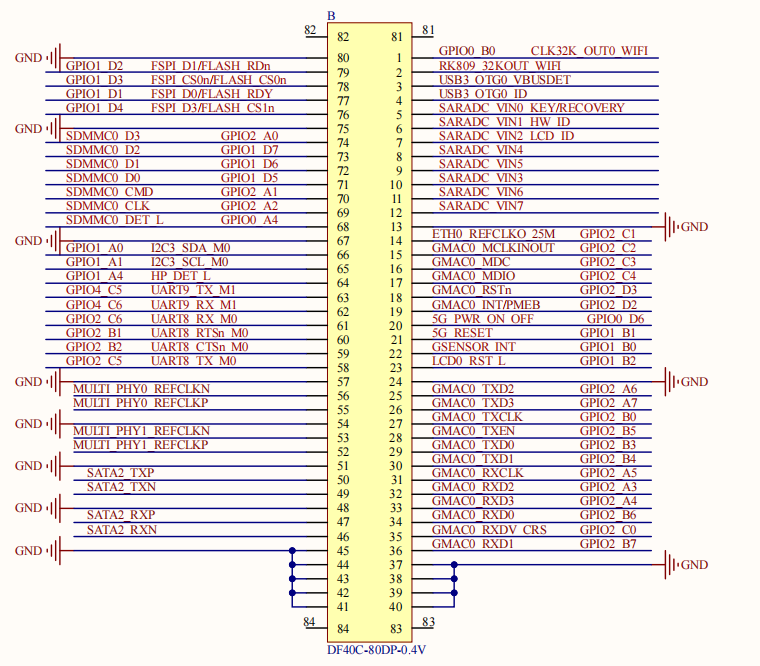 B
82 82 81 81
GND 80 1 GPIO0_B0 CLK32K_OUT0_WIFI
GPIO1_D2 FSPI_D1/FLASH_RDn 79 2 RK809_32KOUT_WIFI
GPIO1_D3 FSPI_CS0n/FLASH_CS0n 78 3 USB3_OTG0_VBUSDET
GPIO1_D1 FSPI_D0/FLASH_RDY 77 4 USB3_OTG0_ID
GPIO1_D4 FSPI_D3/FLASH_CS1n 76 5 SARADC_VIN0_KEY/RECOVERY
GND 75 6 SARADC_VIN1_HW_ID
SDMMC0_D3 GPIO2_A0 74 7 SARADC_VIN2_LCD_ID
SDMMC0_D2 GPIO1_D7 73 8 SARADC_VIN4
SDMMC0_D1 GPIO1_D6 72 9 SARADC_VIN5
SDMMC0_D0 GPIO1_D5 71 10 SARADC_VIN3
SDMMC0_CMD GPIO2_A1 70 11 SARADC_VIN6
SDMMC0_CLK GPIO2_A2 69 12 SARADC_VIN7
SDMMC0_DET_L GPIO0_A4 68 13 GND
GND 67 14 ETH0_REFCLKO_25M GPIO2_C1
GPIO1_A0 I2C3_SDA_M0 66 15 GMAC0_MCLKINOUT GPIO2_C2
GPIO1_A1 I2C3_SCL_M0 65 16 GMAC0_MDC GPIO2_C3
GPIO1_A4 HP_DET_L 64 17 GMAC0_MDIO GPIO2_C4
GPIO4_C5 UART9_TX_M1 63 18 GMAC0_RSTn GPIO2_D3
GPIO4_C6 UART9_RX_M1 62 19 GMAC0_INT/PMEB GPIO2_D2
GPIO2_C6 UART8_RX_M0 61 20 5G_PWR_ON_OFF GPIO0_D6
GPIO2_B1 UART8_RTSn_M0 60 21 5G_RESET GPIO1_B1
GPIO2_B2 UART8_CTSn_M0 59 22 GSENSOR_INT GPIO1_B0
GPIO2_C5 UART8_TX_M0 58 23 LCD0_RST_L GPIO1_B2
GND 57 24 GND
MULTI_PHY0_REFCLKN 56 25 GMAC0_TXD2 GPIO2_A6
MULTI_PHY0_REFCLKP 55 26 GMAC0_TXD3 GPIO2_A7
GND 54 27 GMAC0_TXCLK GPIO2_B0
MULTI_PHY1_REFCLKN 53 28 GMAC0_TXEN GPIO2_B5
MULTI_PHY1_REFCLKP 52 29 GMAC0_TXD0 GPIO2_B3
GND 51 30 GMAC0_TXD1 GPIO2_B4
SATA2_TXP 50 31 GMAC0_RXCLK GPIO2_A5
SATA2_TXN 49 32 GMAC0_RXD2 GPIO2_A3
GND 48 33 GMAC0_RXD3 GPIO2_A4
SATA2_RXP 47 34 GMAC0_RXD0 GPIO2_B6
SATA2_RXN 46 35 GMAC0_RXDV_CRS GPIO2_C0
GND 45 36 GMAC0_RXD1 GPIO2_B7
44 37 GND
43 38
42 39
41 40
84 84 83 83
DF40C-80DP-0.4V